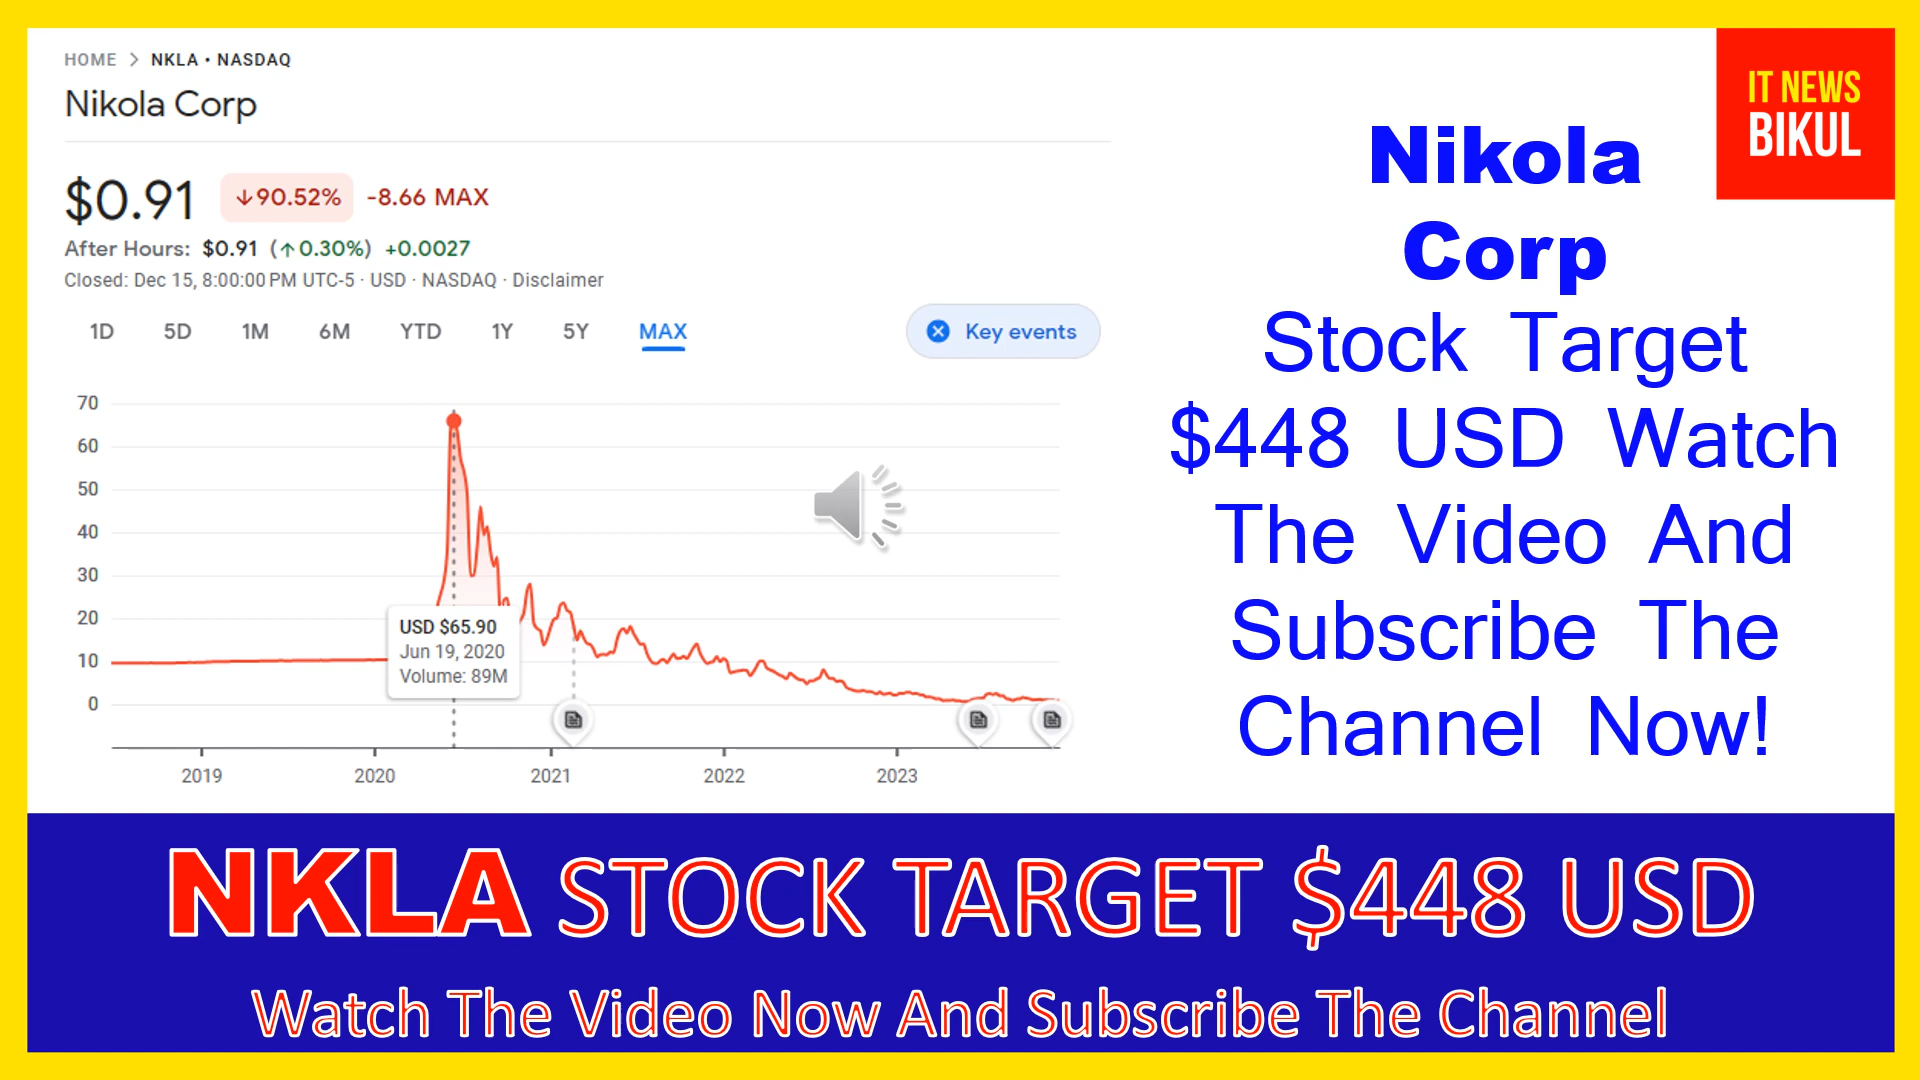 HOME > NKLA • NASDAQ
Nikola Corp
$0.91 ↓90.52% -8.66 MAX
After Hours: $0.91 (↑0.30%) +0.0027
Closed: Dec 15, 8:00:00 PM UTC-5 · USD · NASDAQ · Disclaimer
1D 5D 1M 6M YTD 1Y 5Y MAX
Key events
70
60
50
40
30
20
10
0
USD $65.90
Jun 19, 2020
Volume: 89M
2019 2020 2021 2022 2023
IT NEWS
BIKUL
Nikola
Corp
Stock Target
$448 USD Watch
The Video And
Subscribe The
Channel Now!
NKLA STOCK TARGET $448 USD
Watch The Video Now And Subscribe The Channel